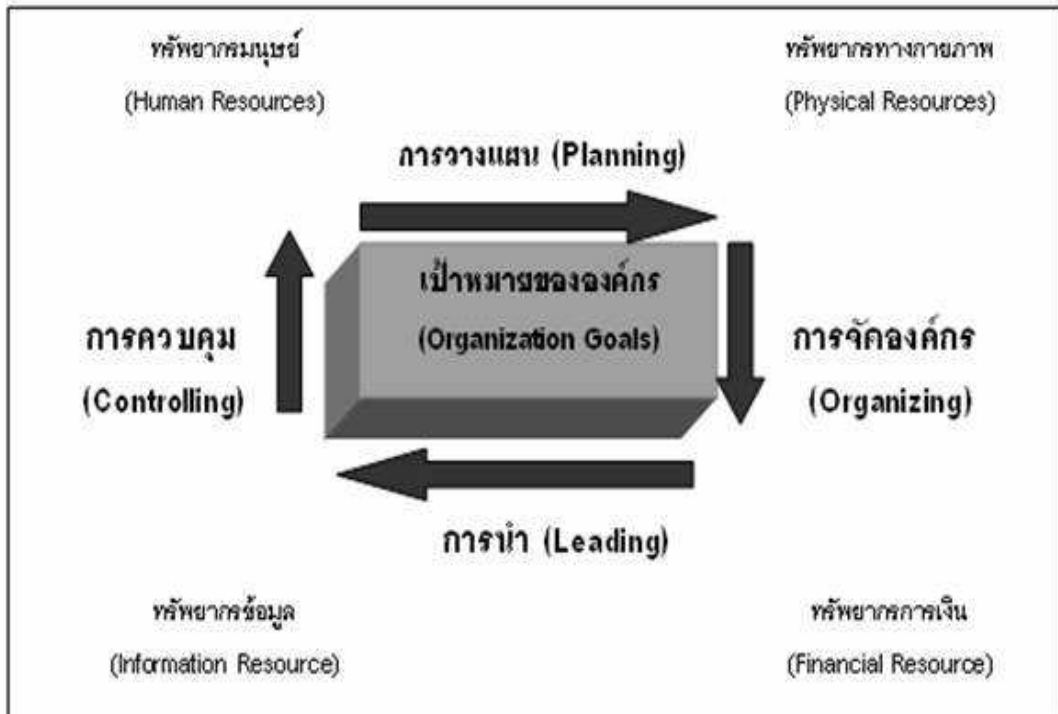 ทรัพยากรมนุษย์
(Human Resources)
ทรัพยากรทางกายภาพ
(Physical Resources)
การวางแผน (Planning)
เป้าหมายขององค์กร
(Organization Goals)
การควบคุม
(Controlling)
การจัดองค์กร
(Organizing)
การนำ (Leading)
ทรัพยากรข้อมูล
(Information Resource)
ทรัพยากรการเงิน
(Financial Resource)